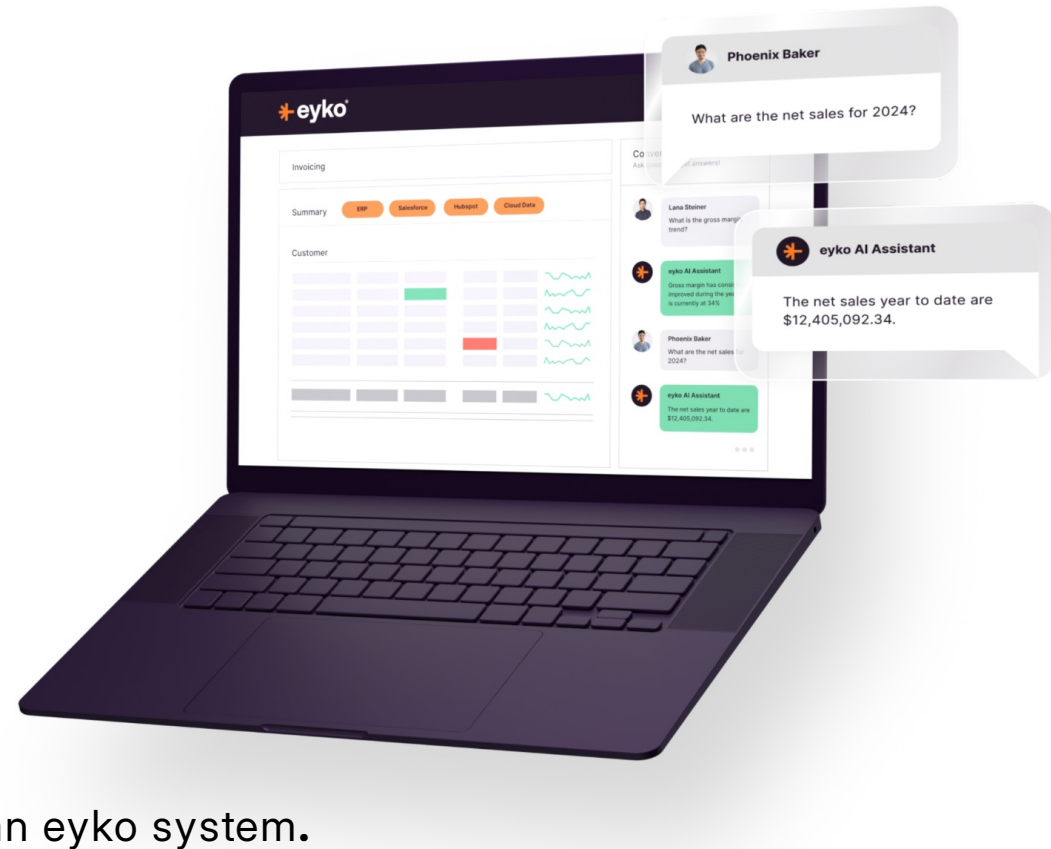 eyko
Invoicing
Summary
ERP
Salesforce
Hubspot
Cloud Data
Customer
Lana Steiner
What is the gross margin
trend?
eyko AI Assistant
Gross margin has
improved during the
is currently at 34%
Phoenix Baker
What are the net sales for
2024?
eyko AI Assistant
The net sales year to date are
$12,405,092.34.
Phoenix Baker
What are the net sales for 2024?
eyko AI Assistant
The net sales year to date are
$12,405,092.34.
eyko system.